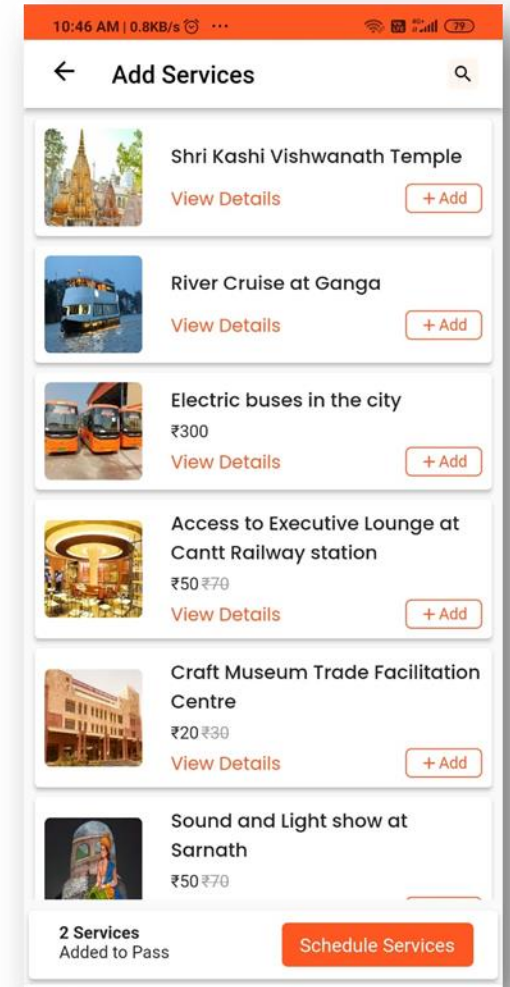 10:46 AM | 0.8KB/s ...
79
Add Services
Shri Kashi Vishwanath Temple
View Details
+ Add
River Cruise at Ganga
View Details
+ Add
Electric buses in the city
₹300
View Details
+ Add
Access to Executive Lounge at
Cantt Railway station
₹50 ₹70
View Details
+ Add
Craft Museum Trade Facilitation
Centre
₹20 ₹30
View Details
+ Add
Sound and Light show at
Sarnath
₹50 ₹70
2 Services
Added to Pass
Schedule Services